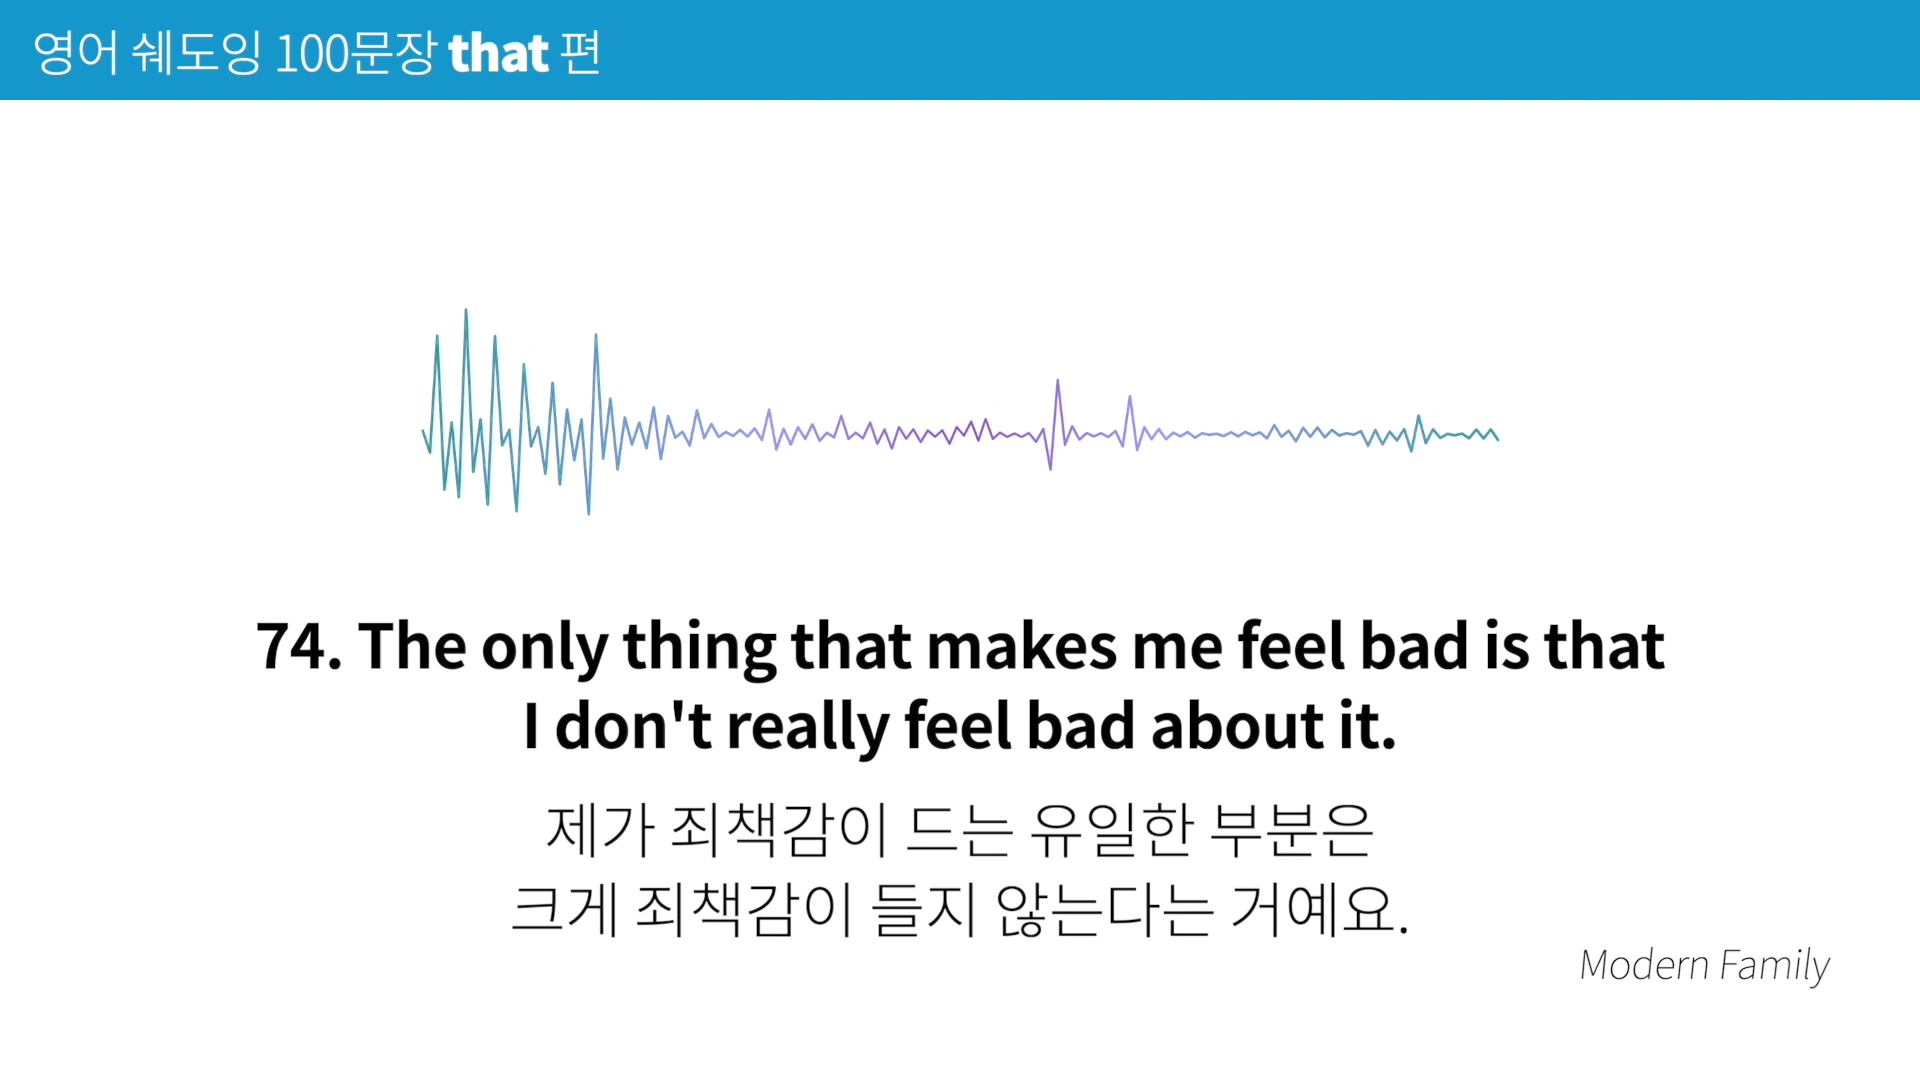 영어 쉐도잉 100문장 that 편
74. The only thing that makes me feel bad is that
I don't really feel bad about it.
제가 죄책감이 드는 유일한 부분은
크게 죄책감이 들지 않는다는 거예요.
Modern Family